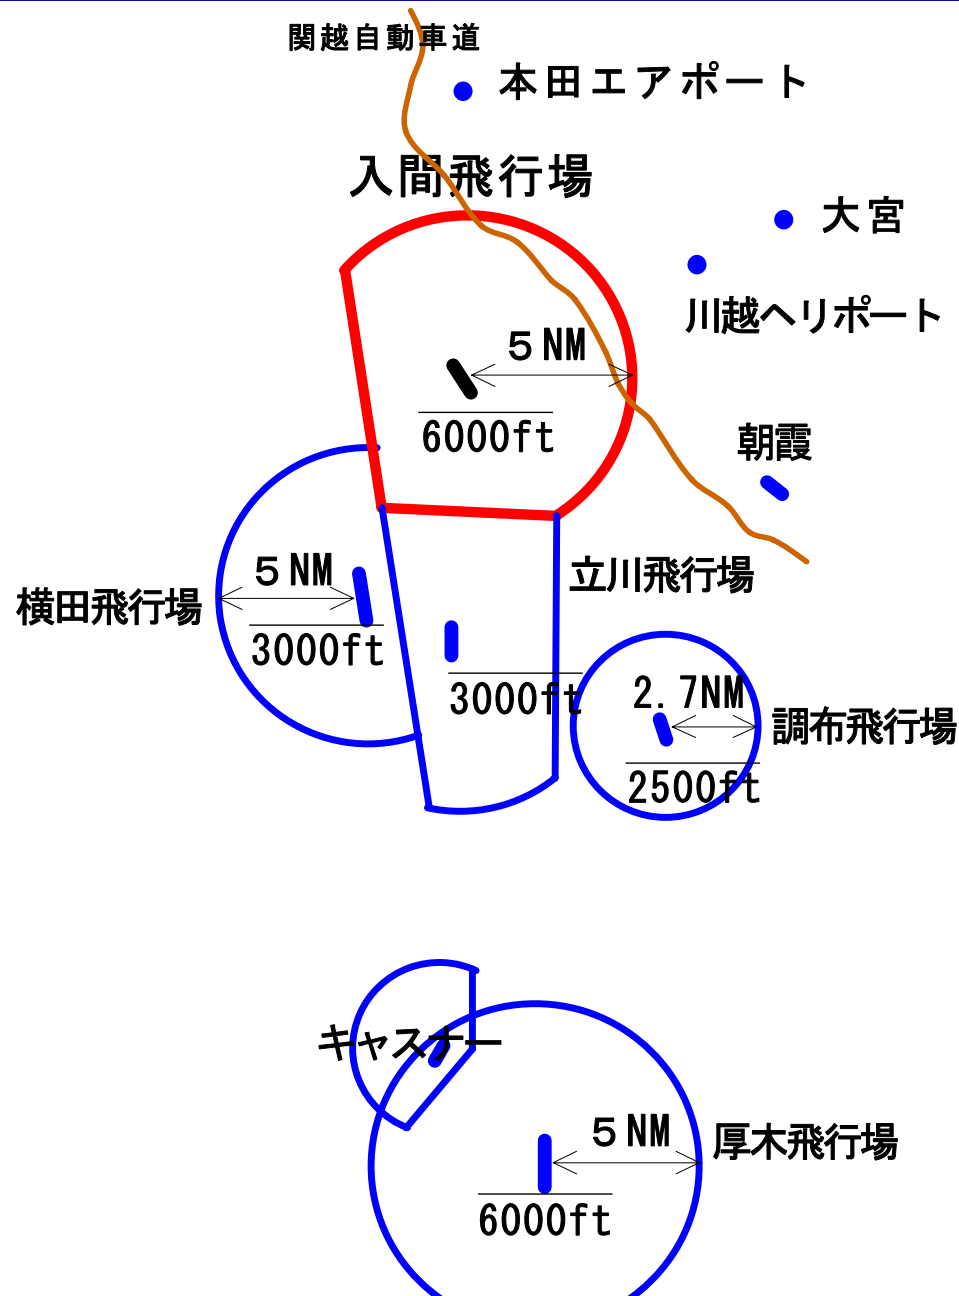 関越自動車道
本田エアポート
入間飛行場
大宮
川越ヘリポート
５NM
6000ft
朝霞
５NM
立川飛行場
横田飛行場
3000ft
3000ft
2.7NM
調布飛行場
2500ft
キャスナー
５NM
厚木飛行場
6000ft